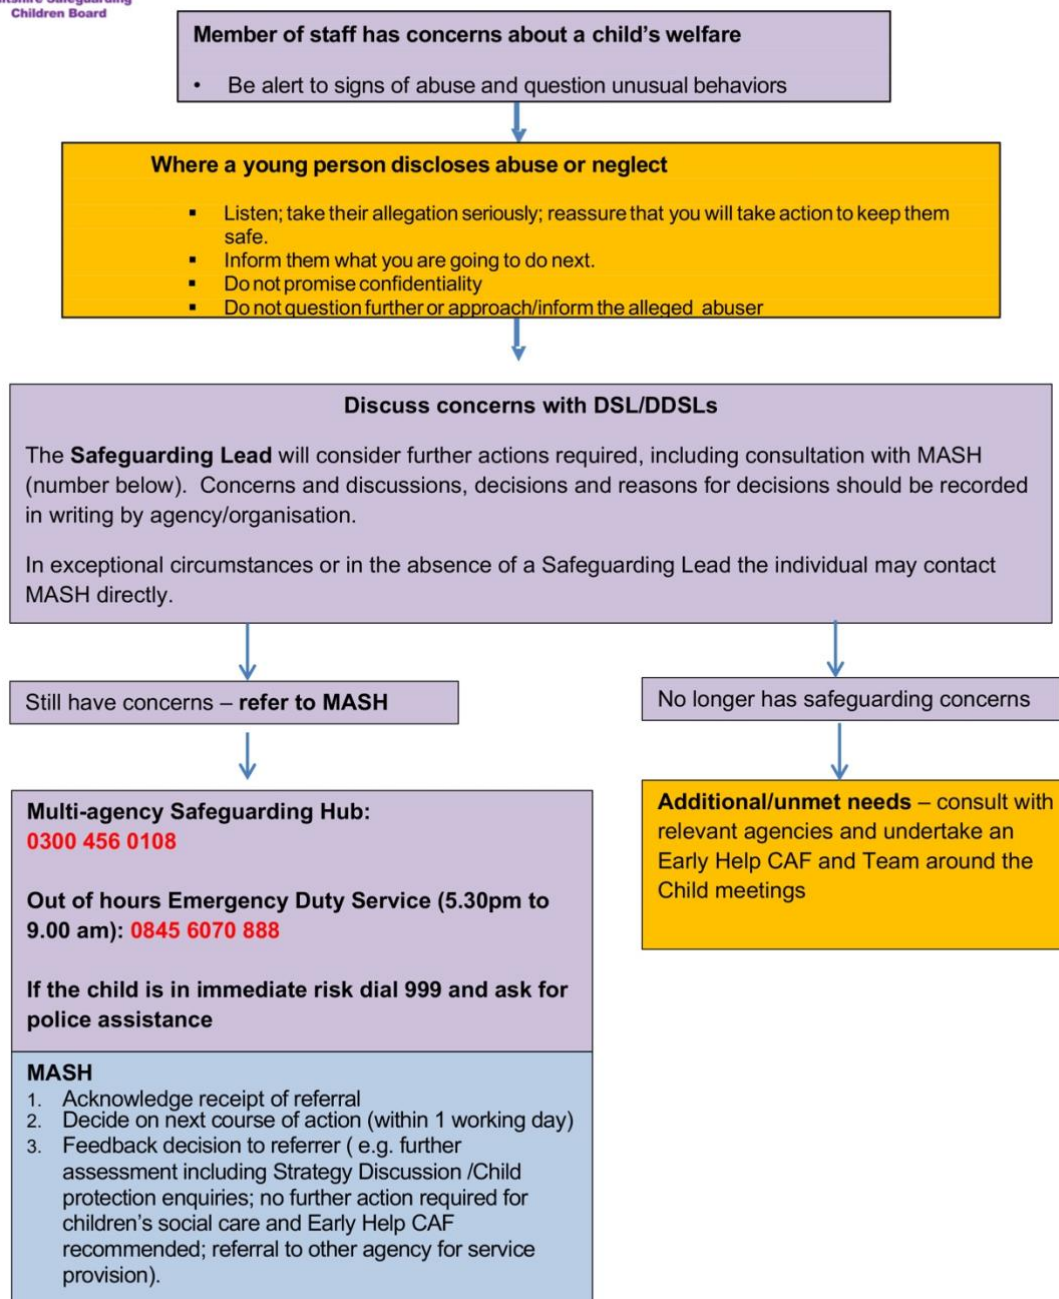 Children Board
Member of staff has concerns about a child's welfare
• Be alert to signs of abuse and question unusual behaviors
Where a young person discloses abuse or neglect
▪ Listen; take their allegation seriously; reassure that you will take action to keep them
safe.
▪ Inform them what you are going to do next.
▪ Do not promise confidentiality
▪ Do not question further or approach/inform the alleged abuser
Discuss concerns with DSL/DDSLs
The Safeguarding Lead will consider further actions required, including consultation with MASH
(number below). Concerns and discussions, decisions and reasons for decisions should be recorded
in writing by agency/organisation.
In exceptional circumstances or in the absence of a Safeguarding Lead the individual may contact
MASH directly.
Still have concerns – refer to MASH
No longer has safeguarding concerns
Multi-agency Safeguarding Hub:
0300 456 0108
Out of hours Emergency Duty Service (5.30pm to
9.00 am): 0845 6070 888
If the child is in immediate risk dial 999 and ask for
police assistance
Additional/unmet needs – consult with
relevant agencies and undertake an
Early Help CAF and Team around the
Child meetings
MASH
1. Acknowledge receipt of referral
2. Decide on next course of action (within 1 working day)
3. Feedback decision to referrer ( e.g. further
assessment including Strategy Discussion /Child
protection enquiries; no further action required for
children's social care and Early Help CAF
recommended; referral to other agency for service
provision).